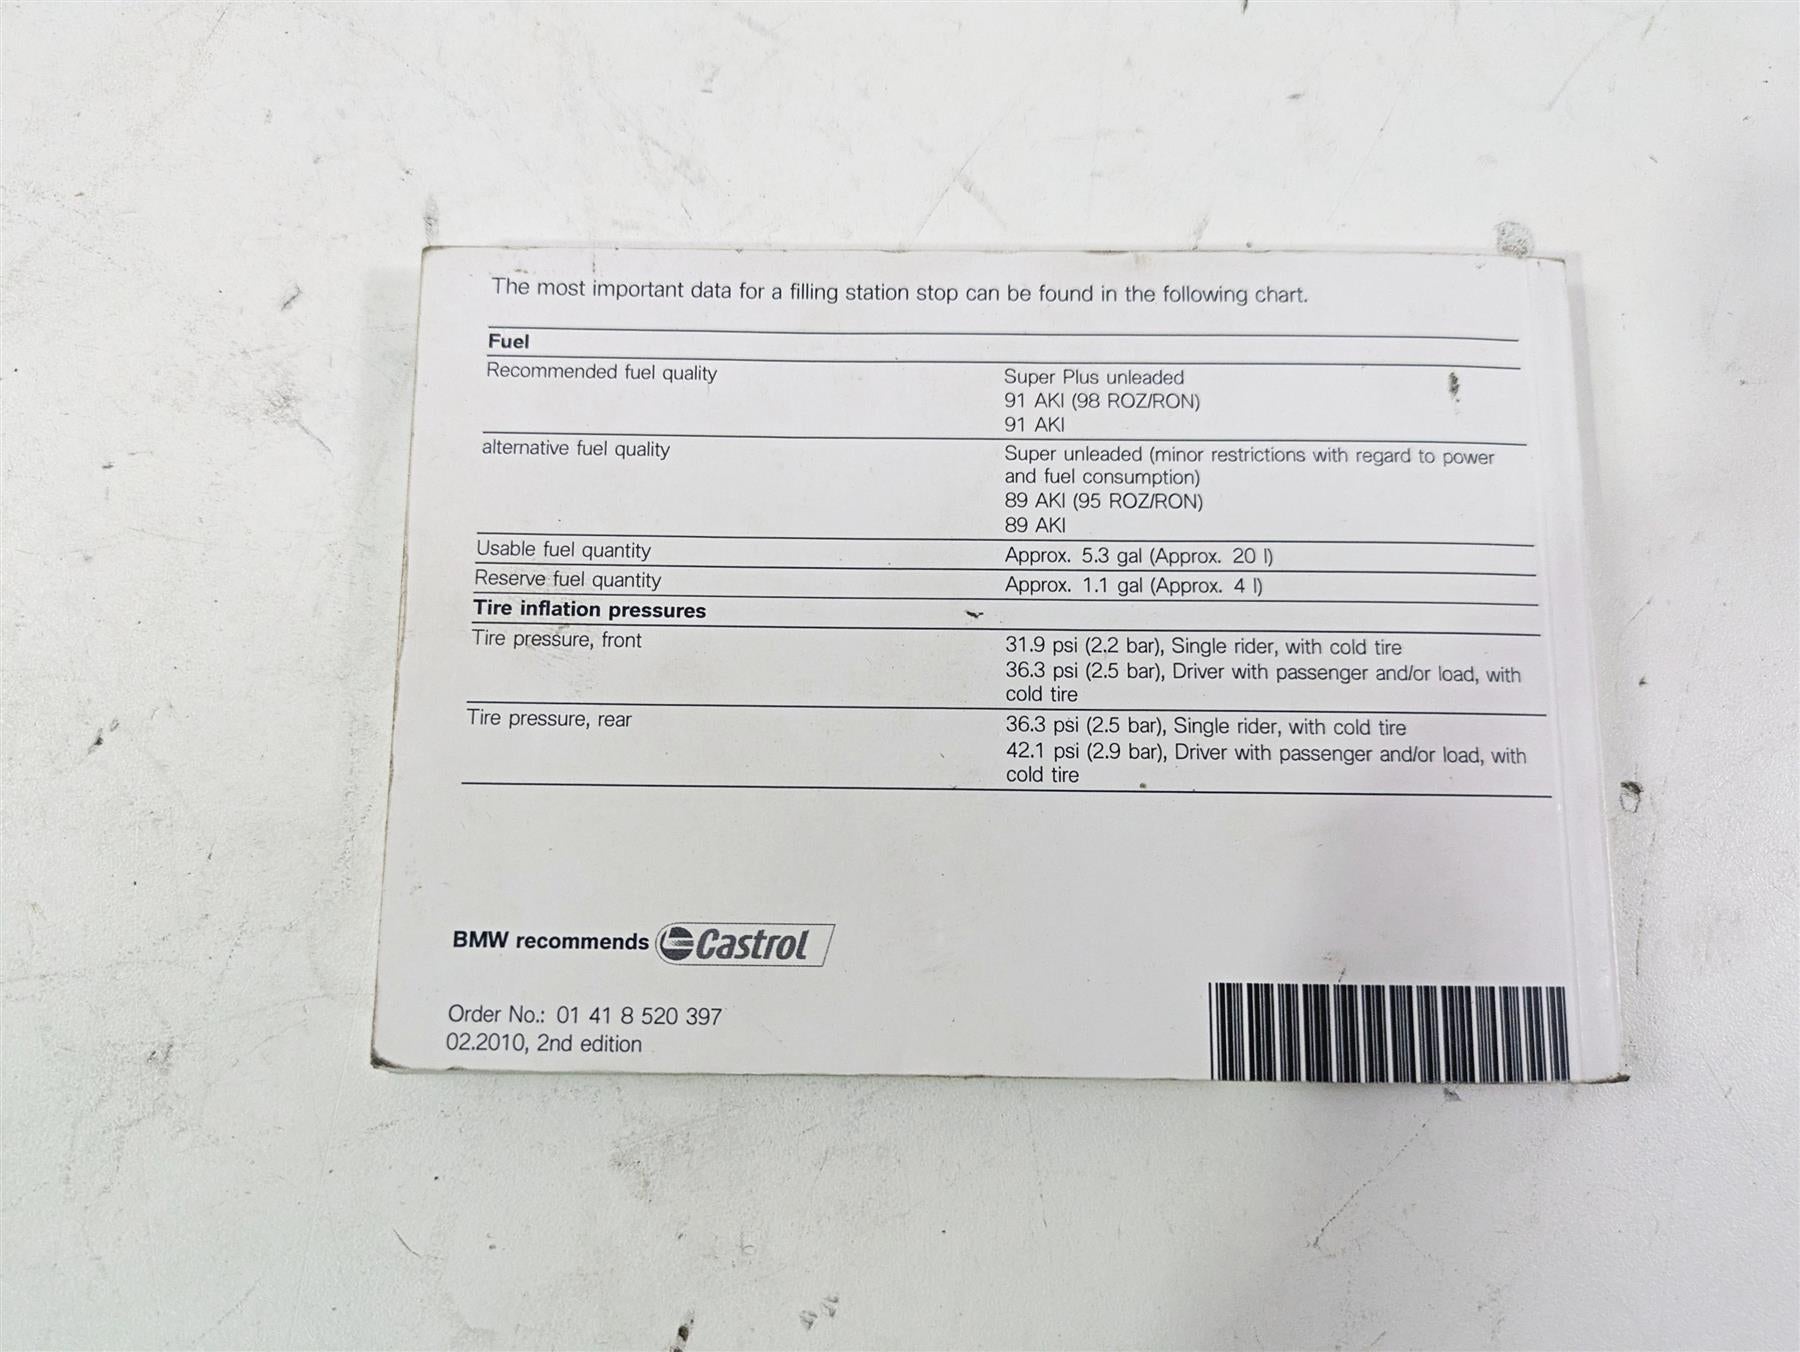 The most important data for a filling station stop can be found in the following chart.
Fuel
Recommended fuel quality
Super Plus unleaded
91 AKI (98 ROZ/RON)
91 AKI
alternative fuel quality
Super unleaded (minor restrictions with regard to power
and fuel consumption)
89 AKI (95 ROZ/RON)
89 AKI
Usable fuel quantity
Approx. 5.3 gal (Approx. 20 l)
Reserve fuel quantity
Approx. 1.1 gal (Approx. 4 l)
Tire inflation pressures
Tire pressure, front
31.9 psi (2.2 bar), Single rider, with cold tire
36.3 psi (2.5 bar), Driver with passenger and/or load, with
cold tire
Tire pressure, rear
36.3 psi (2.5 bar), Single rider, with cold tire
42.1 psi (2.9 bar), Driver with passenger and/or load, with
cold tire
BMW recommends Castrol
Order No.: 01 41 8 520 397
02.2010, 2nd edition